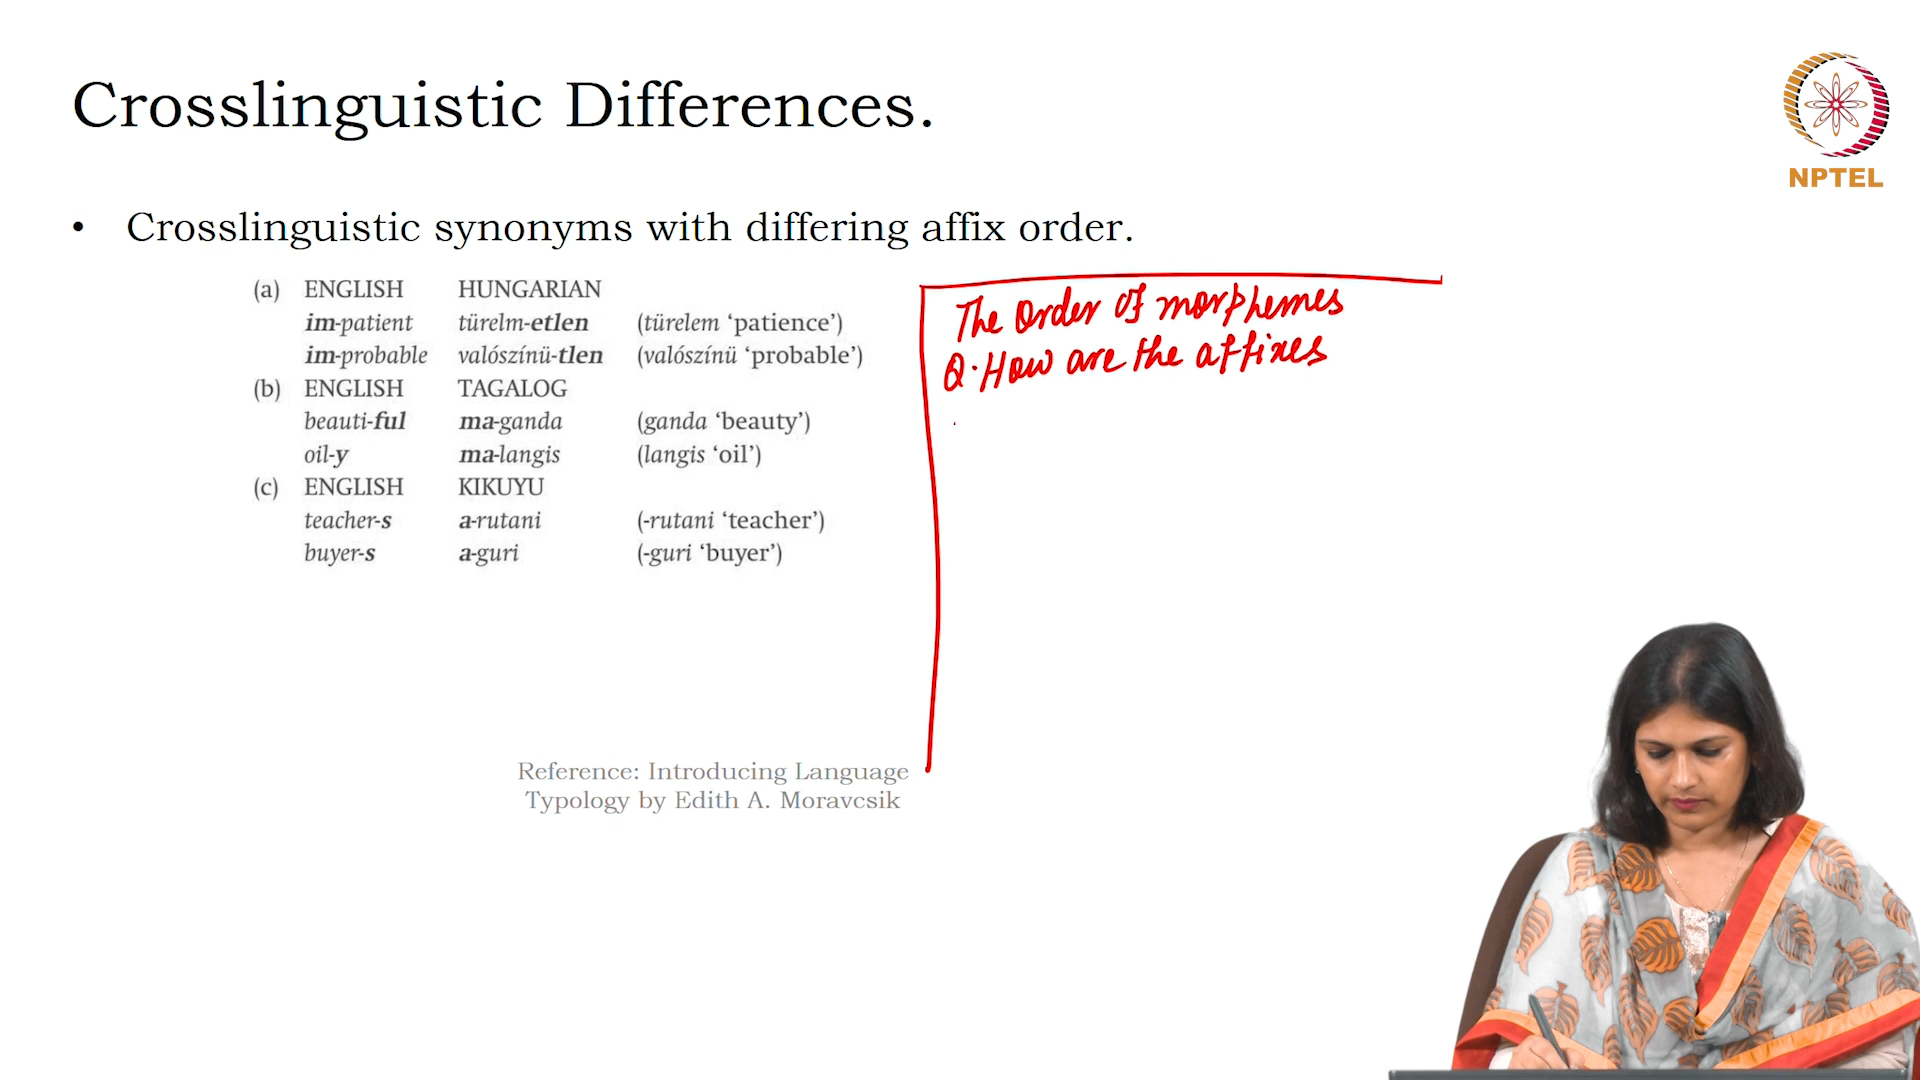 Crosslinguistic Differences.
NPTEL
• Crosslinguistic synonyms with differing affix order.
(a) ENGLISH HUNGARIAN
im-patient türelm-etlen (türelem ‘patience’)
im-probable valószínü-tlen (valószínü ‘probable’)
(b) ENGLISH TAGALOG
beauti-ful ma-ganda (ganda ‘beauty’)
oil-y ma-langis (langis ‘oil’)
(c) ENGLISH KIKUYU
teacher-s a-rutani (-rutani ‘teacher’)
buyer-s a-guri (-guri ‘buyer’)
The Order of morphemes
Q. How are the affixes
Reference: Introducing Language
Typology by Edith A. Moravcsik